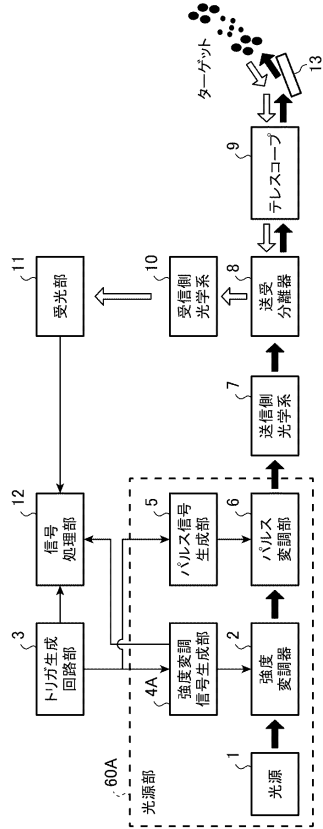 3
トリガ生成
回路部
12
信号
処理部
11
受光部
60A
光源部
4A
強度変調
信号生成部
5
パルス信号
生成部
10
受信側
光学系
1
光源
2
強度
変調器
6
パルス
変調部
7
送信側
光学系
8
送受
分離器
9
テレスコープ
ターゲット
13